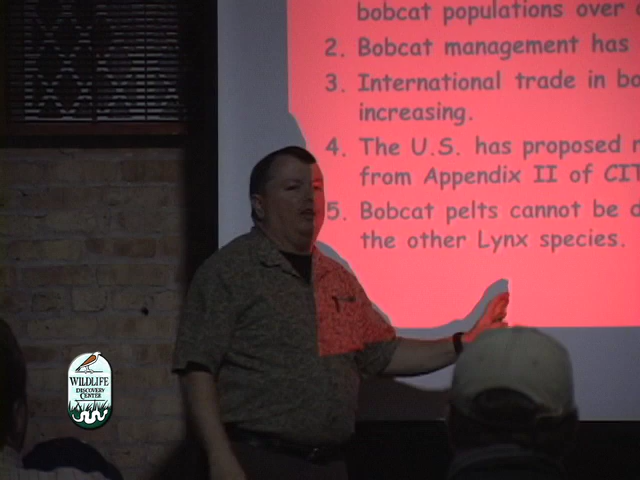 bobcat populations over
2. Bobcat management has
3. International trade in bo
increasing.
4. The U.S. has proposed
from Appendix II of CIT
5. Bobcat pelts cannot be d
the other Lynx species.
WILDLIFE
DISCOVERY
CENTER